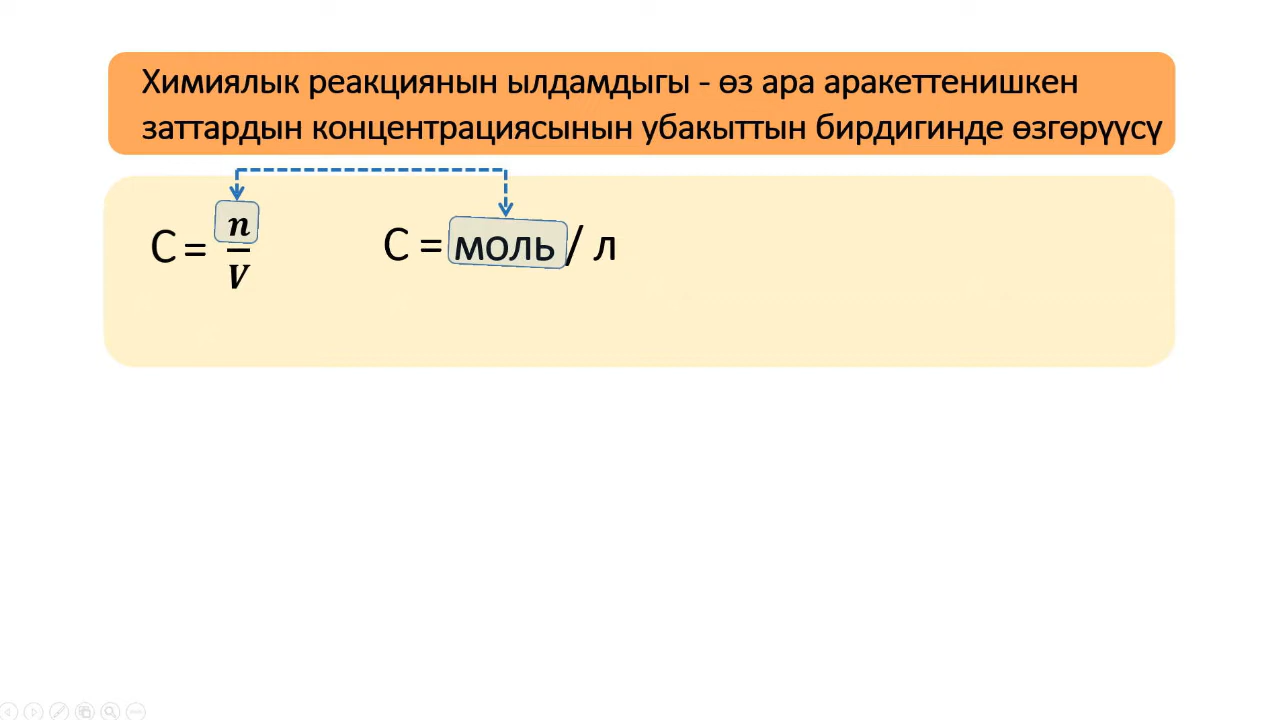 Химиялык реакциянын ылдамдыгы - өз ара аракеттенишкен
заттардын концентрациясынын убакыттын бирдигинде өзгөрүүсү
C = n / V
C = моль / л